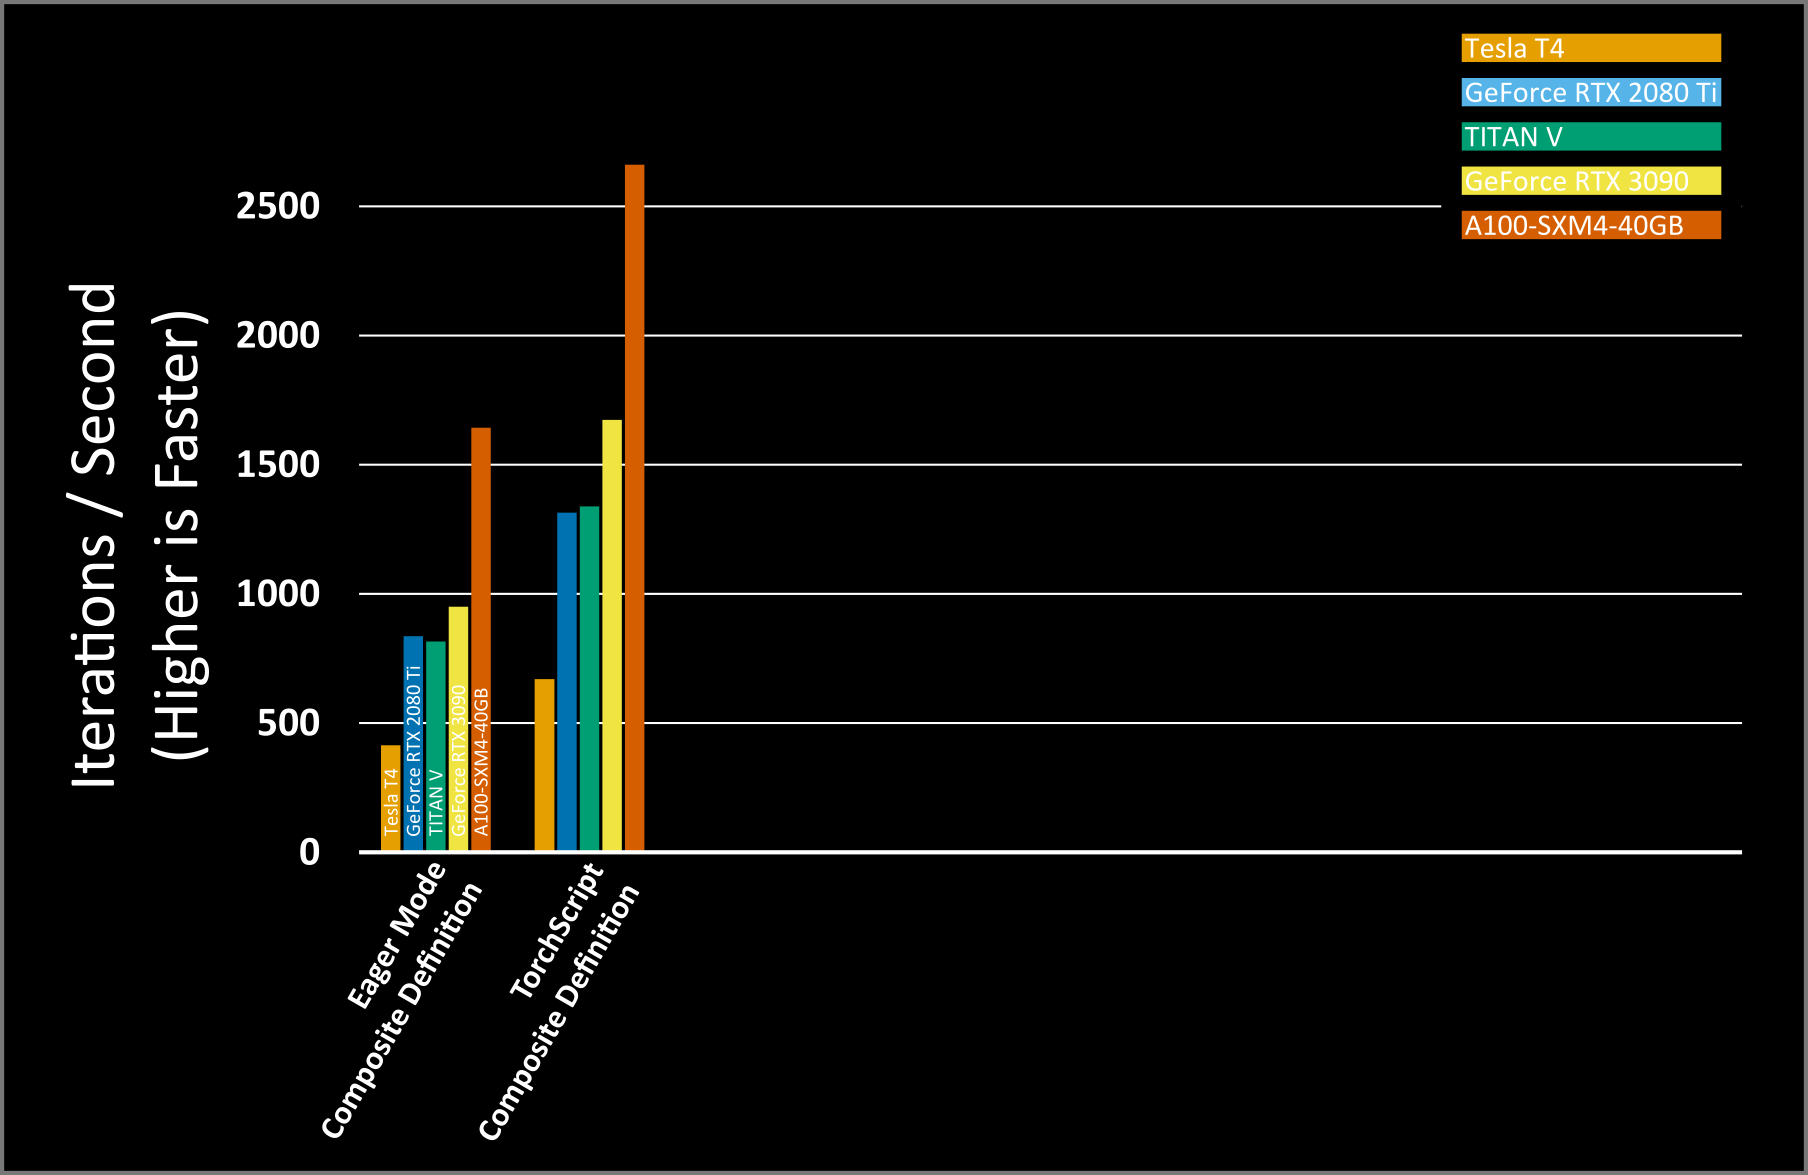 Tesla T4
GeForce RTX 2080 Ti
TITAN V
GeForce RTX 3090
A100-SXM4-40GB
Iterations / Second
(Higher is Faster)
2500
2000
1500
1000
500
0
Tesla T4
GeForce RTX 2080 Ti
TITAN V
GeForce RTX 3090
A100-SXM4-40GB
Eager Mode
Composite Definition
TorchScript
Composite Definition